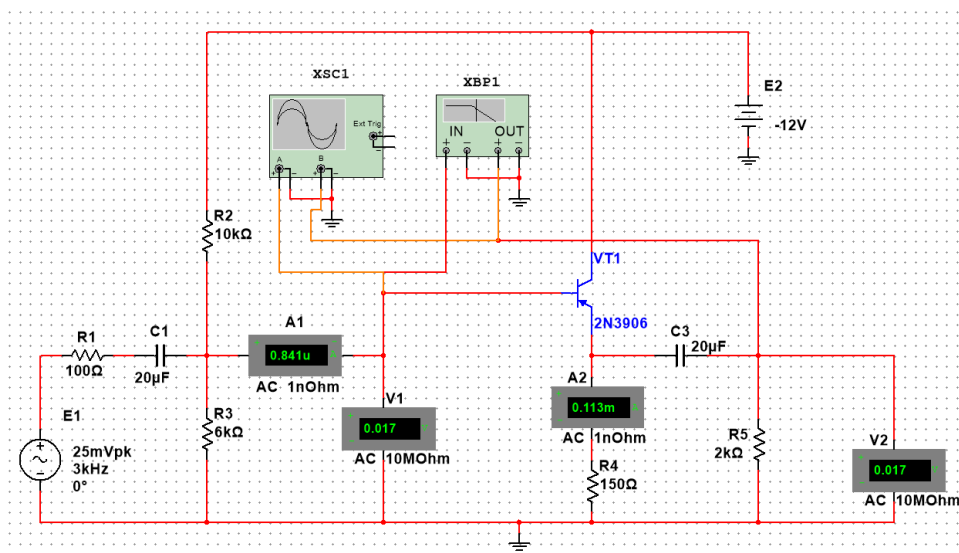 XSC1
XBP1
E2
-12V
Ext Trig
+
-
A
B
+ - + -
IN OUT
+ - + -
R2
10kΩ
VT1
2N3906
A1
0.841u
AC 1nOhm
R1
100Ω
C1
20µF
C3
20µF
A2
0.113m
AC 1nOhm
V1
0.017
AC 10MOhm
E1
25mVpk
3kHz
0°
R3
6kΩ
R4
150Ω
R5
2kΩ
V2
0.017
AC 10MOhm